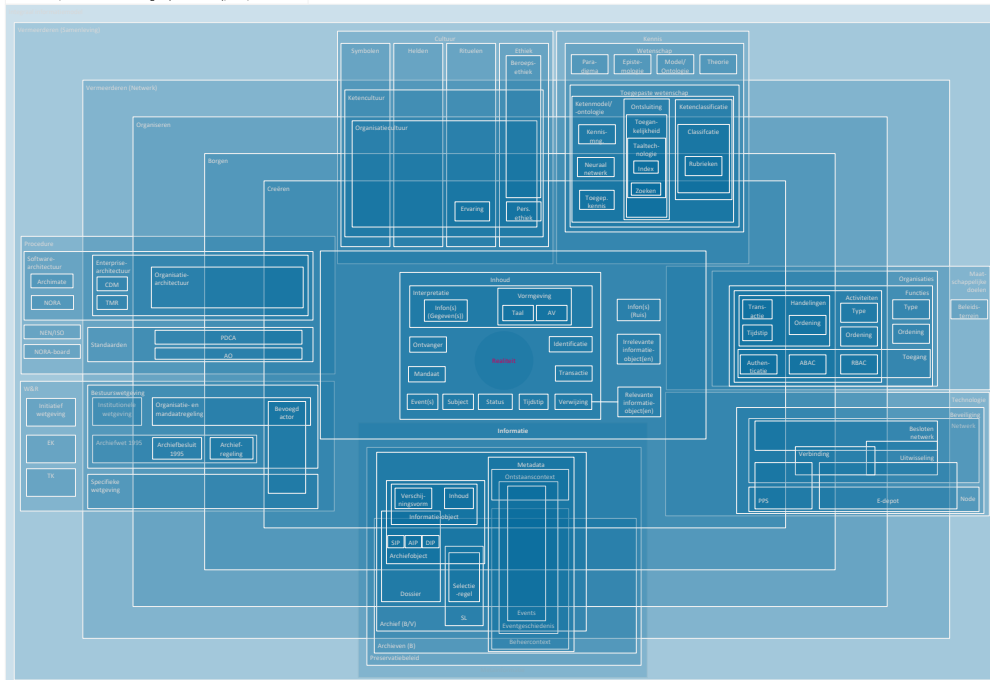 Vermeerderen (Samenleving)
Cultuur
Kennis
Symbolen
Helden
Rituelen
Ethiek
Beroeps-
ethiek
Wetenschap
Para-
digma
Episte-
mologie
Model/
Ontologie
Theorie
Vermeerderen (Netwerk)
Ketencultuur
Organisatiecultuur
Ervaring
Pers.
ethiek
Toegepaste wetenschap
Ketenmodel/
-ontologie
Kennis-
mng.
Neuraal
netwerk
Toegep.
kennis
Ontsluiting
Toegan-
kelijkheid
Taaltech-
nologie
Index
Zoeken
Ketenclassificatie
Classifcatie
Rubrieken
Organiseren
Borgen
Creëren
Procedure
Software-
architectuur
Archimate
NORA
Enterprise-
architectuur
CDM
TMR
Organisatie-
architectuur
NEN/ISO
NORA-board
Standaarden
PDCA
AO
Inhoud
Interpretatie
Infon(s)
(Gegeven(s))
Vormgeving
Taal
AV
Ontvanger
Identificatie
Realiteit
Mandaat
Transactie
Event(s)
Subject
Status
Tijdstip
Verwijzing
Infon(s)
(Ruis)
Irrelevante
informatie-
object(en)
Relevante
informatie-
object(en)
Informatie
Organisaties
Maat-
schappelijke
doelen
Functies
Activiteiten
Handelingen
Trans-
actie
Tijdstip
Ordening
Type
Ordening
Type
Ordening
Beleids-
terrein
Toegang
Authen-
ticatie
ABAC
RBAC
W&R
Initiatief
wetgeving
EK
TK
Bestuurswetgeving
Institutionele
wetgeving
Organisatie- en
mandaatregeling
Bevoegd
actor
Archiefwet 1995
Archiefbesluit
1995
Archief-
regeling
Specifieke
wetgeving
Technologie
Beveiliging
Netwerk
Besloten
netwerk
Verbinding
Uitwisseling
PPS
E-depot
Node
Metadata
Ontstaanscontext
Verschij-
ningsvorm
Inhoud
Informatie-object
SIP
AIP
DIP
Archiefobject
Dossier
Selectie
-regel
SL
Events
Eventgeschiedenis
Beheercontext
Archief (B/V)
Archieven (B)
Preservatiebeleid